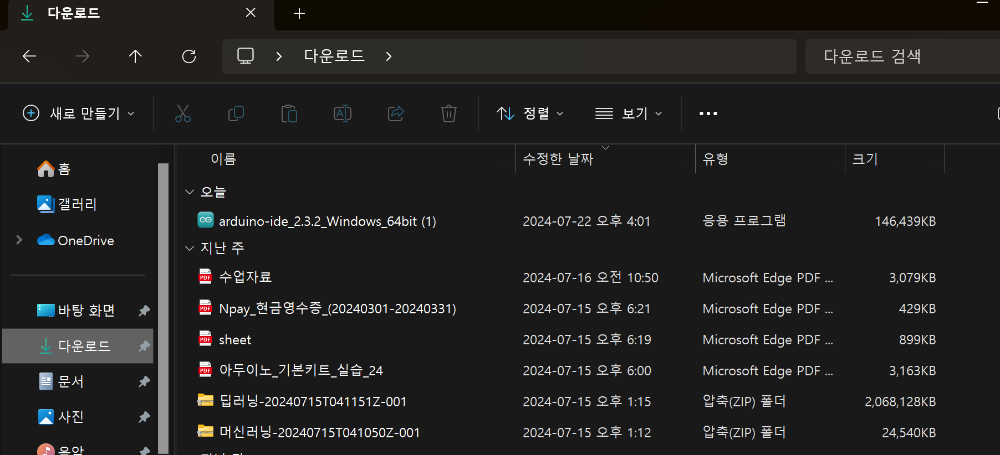 다운로드
다운로드
다운로드 검색
새로 만들기
정렬
보기
홈
갤러리
OneDrive
바탕 화면
다운로드
문서
사진
음악
이름 수정한 날짜 유형 크기
오늘
arduino-ide_2.3.2_Windows_64bit (1) 2024-07-22 오후 4:01 응용 프로그램 146,439KB
지난 주
수업자료 2024-07-16 오전 10:50 Microsoft Edge PDF ... 3,079KB
Npay_현금영수증_(20240301-20240331) 2024-07-15 오후 6:21 Microsoft Edge PDF ... 429KB
sheet 2024-07-15 오후 6:19 Microsoft Edge PDF ... 899KB
아두이노_기본키트_실습_24 2024-07-15 오후 6:00 Microsoft Edge PDF ... 3,163KB
딥러닝-20240715T041151Z-001 2024-07-15 오후 1:15 압축(ZIP) 폴더 2,068,128KB
머신러닝-20240715T041050Z-001 2024-07-15 오후 1:12 압축(ZIP) 폴더 24,540KB